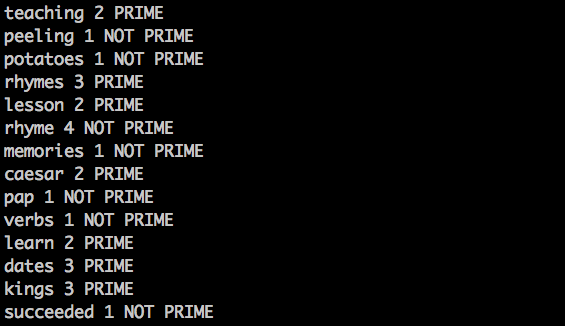 teaching 2 PRIME
peeling 1 NOT PRIME
potatoes 1 NOT PRIME
rhymes 3 PRIME
lesson 2 PRIME
rhyme 4 NOT PRIME
memories 1 NOT PRIME
caesar 2 PRIME
pap 1 NOT PRIME
verbs 1 NOT PRIME
learn 2 PRIME
dates 3 PRIME
kings 3 PRIME
succeeded 1 NOT PRIME